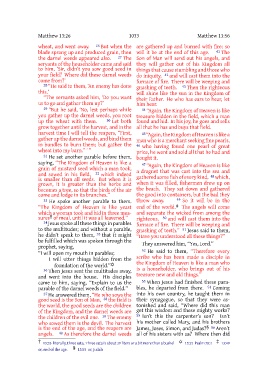 Matthew 13:26
1073
Matthew 13:56
wheat, and went away. 26 But when the
blade sprang up and produced grain, then
the darnel weeds appeared also. 27 The
servants of the householder came and said
to him, ‘Sir, didn’t you sow good seed in
your field? Where did these darnel weeds
come from?’
28 “He said to them, ‘An enemy has done
this.’
“The servants asked him, ‘Do you want
us to go and gather them up?’
29 “But he said, ‘No, lest perhaps while
you gather up the darnel weeds, you root
up the wheat with them. 30 Let both
grow together until the harvest, and in the
harvest time I will tell the reapers, “First,
gather up the darnel weeds, and bind them
in bundles to burn them; but gather the
wheat into my barn.” ’ ”
31 He set another parable before them,
saying, “The Kingdom of Heaven is like a
grain of mustard seed which a man took,
and sowed in his field, 32 which indeed
is smaller than all seeds. But when it is
grown, it is greater than the herbs and
becomes a tree, so that the birds of the air
come and lodge in its branches.”
33 He spoke another parable to them.
“The Kingdom of Heaven is like yeast
which a woman took and hid in three mea-
sures of meal, until it was all leavened.”
34 Jesus spoke all these things in parables
to the multitudes; and without a parable,
he didn’t speak to them, 35 that it might
be fulfilled which was spoken through the
prophet, saying,
“I will open my mouth in parables;
I will utter things hidden from the
foundation of the world.”
36 Then Jesus sent the multitudes away,
and went into the house. His disciples
came to him, saying, “Explain to us the
parable of the darnel weeds of the field.”
37 He answered them, “He who sows the
good seed is the Son of Man, 38 the field is
the world, the good seeds are the children
of the Kingdom, and the darnel weeds are
the children of the evil one. 39 The enemy
who sowed them is the devil. The harvest
is the end of the age, and the reapers are
angels. 40 As therefore the darnel weeds
are gathered up and burned with fire; so
will it be at the end of this age. 41 The
Son of Man will send out his angels, and
they will gather out of his Kingdom all
things that cause stumbling and those who
do iniquity, 42 and will cast them into the
furnace of fire. There will be weeping and
gnashing of teeth. 43 Then the righteous
will shine like the sun in the Kingdom of
their Father. He who has ears to hear, let
him hear.
44 “Again, the Kingdom of Heaven is like
treasure hidden in the field, which a man
found and hid. In his joy, he goes and sells
all that he has and buys that field.
45 “Again, the Kingdom of Heaven is like a
man who is a merchant seeking fine pearls,
46 who having found one pearl of great
price, he went and sold all that he had and
bought it.
47 “Again, the Kingdom of Heaven is like
a dragnet that was cast into the sea and
gathered some fish of every kind, 48 which,
when it was filled, fishermen drew up on
the beach. They sat down and gathered
the good into containers, but the bad they
threw away. 49 So it will be in the
end of the world. The angels will come
and separate the wicked from among the
righteous, 50 and will cast them into the
furnace of fire. There will be weeping and
gnashing of teeth.” 51 Jesus said to them,
“Have you understood all these things?”
They answered him, “Yes, Lord.”
52 He said to them, “Therefore every
scribe who has been made a disciple in
the Kingdom of Heaven is like a man who
is a householder, who brings out of his
treasure new and old things.”
53 When Jesus had finished these para-
bles, he departed from there. 54 Coming
into his own country, he taught them in
their synagogue, so that they were as-
tonished and said, “Where did this man
get this wisdom and these mighty works?
55 Isn’t this the carpenter’s son? Isn’t
his mother called Mary, and his brothers
James, Joses, Simon, and Judas? 56 Aren’t
all of his sisters with us? Where then did